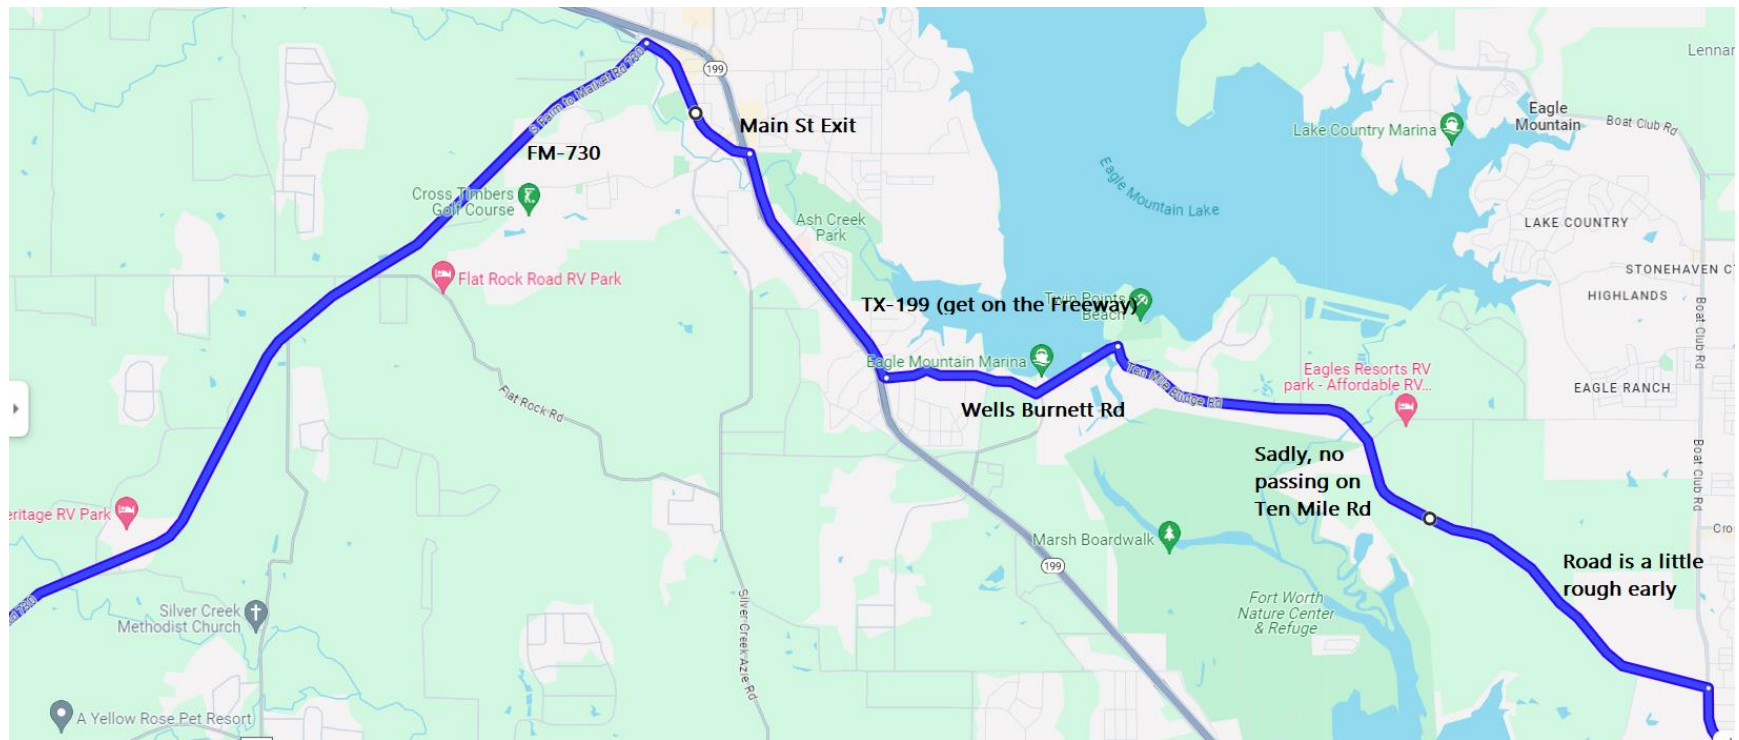 Lennar
199
Eagle
Mountain
Boat Club Rd
Lake Country Marina
S Farm to Market Rd 730
Main St Exit
FM-730
Eagle Mountain Lake
Cross Timbers
Golf Course
Ash Creek
Park
LAKE COUNTRY
Flat Rock Road RV Park
STONEHAVEN C
HIGHLANDS
TX-199 (get on the Freeway)
Twin Points
Beach
Boat Club Rd
Eagle Mountain Marina
Ten Mile Bridge Rd
Eagles Resorts RV
park - Affordable RV...
EAGLE RANCH
Flat Rock Rd
Wells Burnett Rd
Sadly, no
passing on
Ten Mile Rd
Boat Club Rd
eritage RV Park
Marsh Boardwalk
Cro
199
Road is a little
rough early
Silver Creek
Methodist Church
Fort Worth
Nature Center
& Refuge
Silver Creek Azle Rd
A Yellow Rose Pet Resort